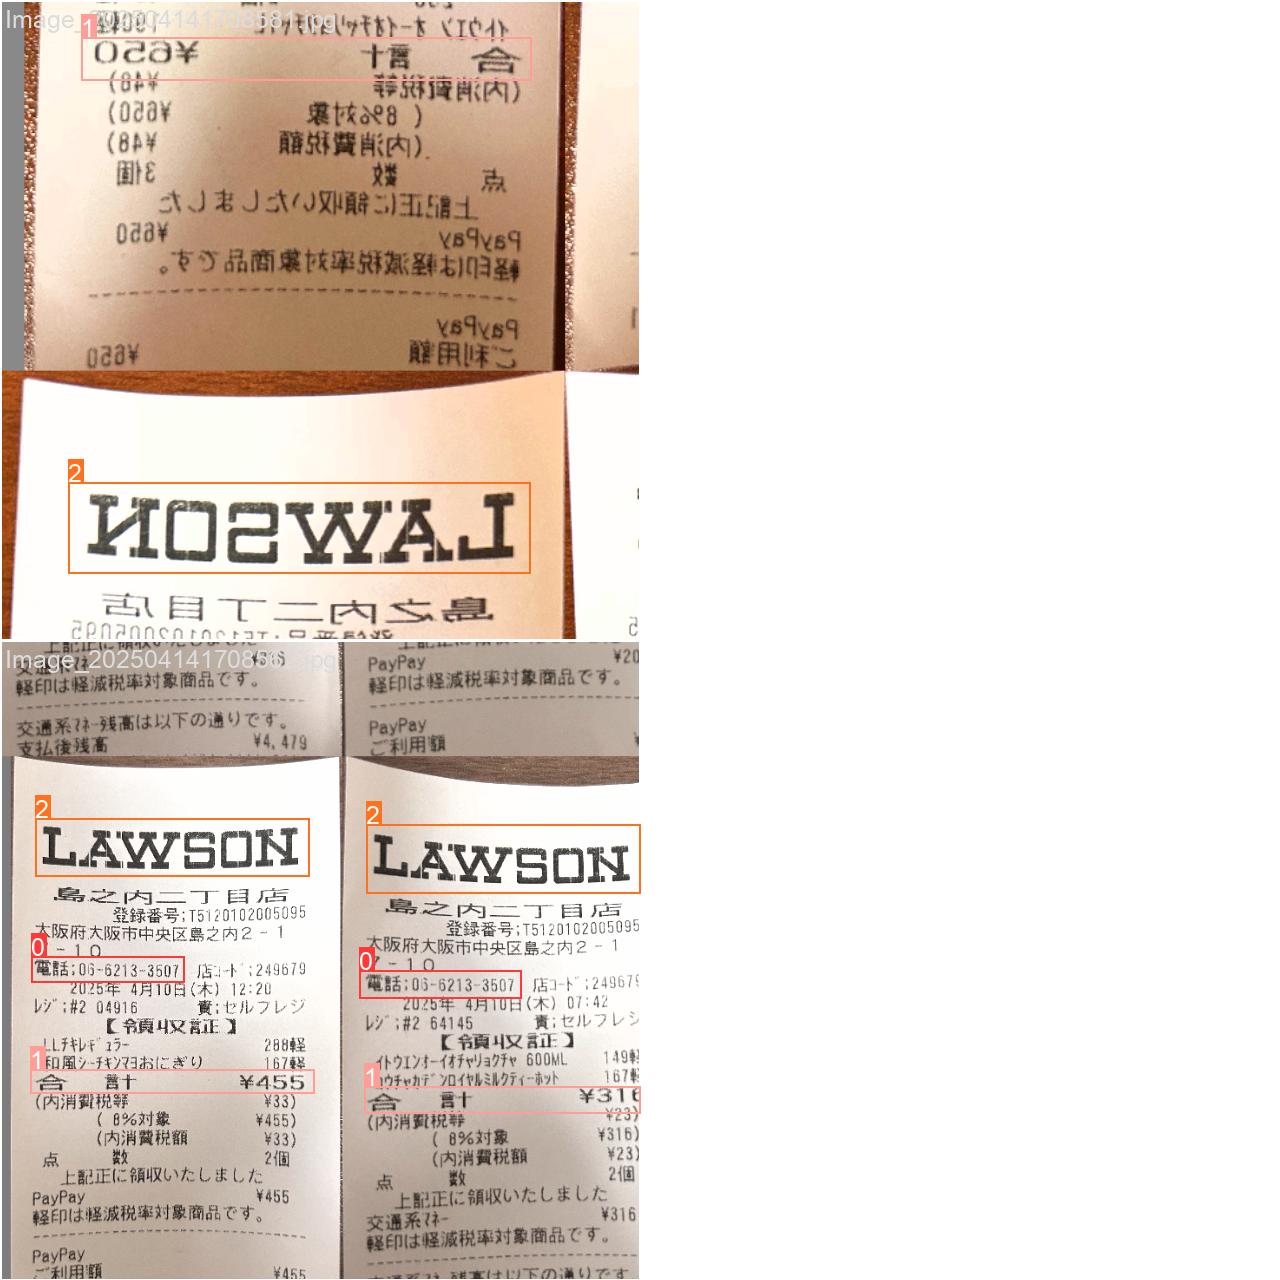 Image_20250414170858 1.jpg
1
合 計 ¥650
(内消費税等 ¥48)
( 8%対象 ¥650)
(内消費税額 ¥48)
点 数 3個
上記正に領収いたしました
PayPay ¥650
軽印は軽減税率対象商品です。
PayPay
ご利用額 ¥650
2
LAWSON
島之内二丁目店
登録番号;T5120102005095
上記正に領収いたしました
交通系マネー ¥316
軽印は軽減税率対象商品です。
交通系マネー残高は以下の通りです。
支払後残高 ¥4,479
PayPay ¥20
軽印は軽減税率対象商品です。
PayPay
ご利用額
2
LAWSON
島之内二丁目店
登録番号;T5120102005095
大阪府大阪市中央区島之内2-1
-10
0
電話;06-6213-3507 店コード;249679
2025年 4月10日(木) 12:20
レジ;#2 04916 責;セルフレジ
【領収証】
LLチキレギュラー 288軽
和風シーチキンマヨおにぎり 167軽
1
合 計 ¥455
(内消費税等 ¥33)
( 8%対象 ¥455)
(内消費税額 ¥33)
点 数 2個
上記正に領収いたしました
PayPay ¥455
軽印は軽減税率対象商品です。
PayPay
ご利用額 ¥455
2
LAWSON
島之内二丁目店
登録番号;T5120102005095
大阪府大阪市中央区島之内2-1
7-10
0
電話;06-6213-3507 店コード;249679
2025年 4月10日(木) 07:42
レジ;#2 64145 責;セルフレジ
【領収証】
イトウエンオーイオチャリョクチャ 600ML 149軽
コウチャカデンロイヤルミルクティーホット 167軽
1
合 計 ¥316
(内消費税等 ¥23)
( 8%対象 ¥316)
(内消費税額 ¥23)
点 数 2個
上記正に領収いたしました
交通系マネー ¥316
軽印は軽減税率対象商品です。
交通系マネー残高は以下の通りです。